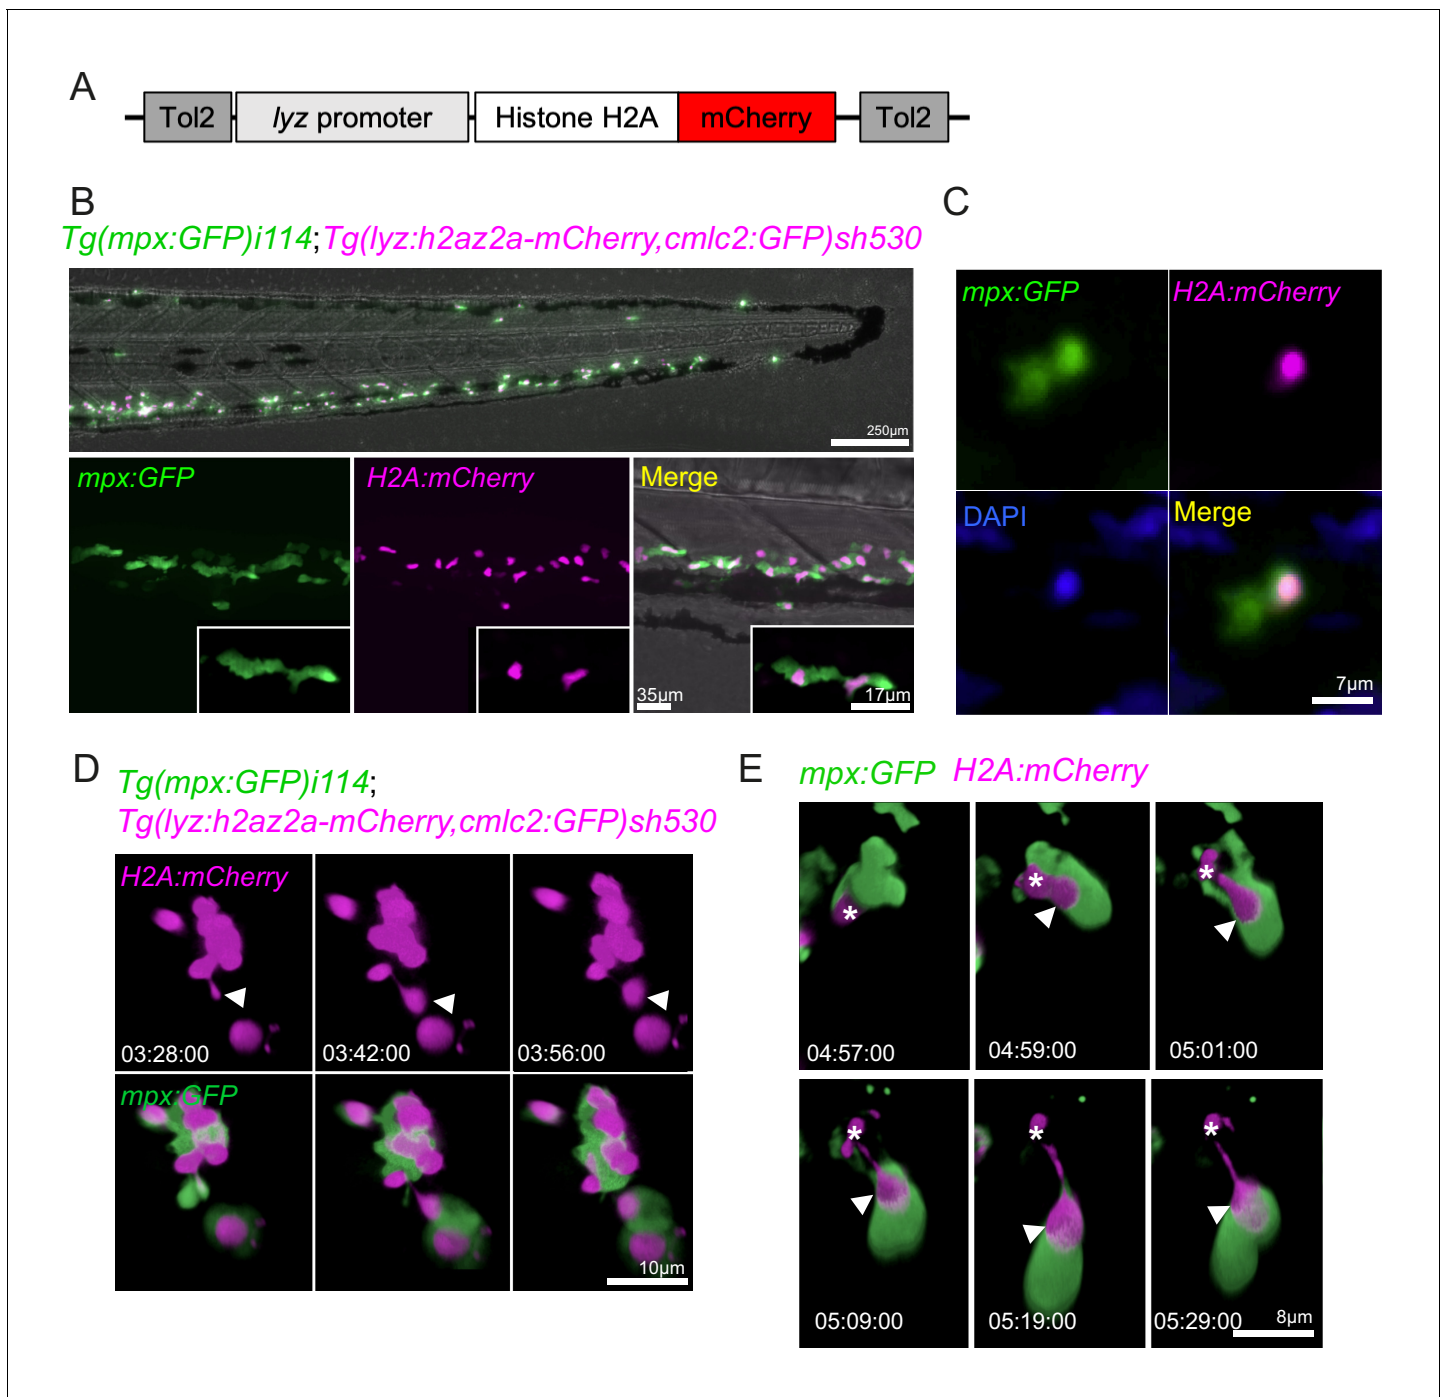 A
Tol2 lyz promoter Histone H2A mCherry Tol2
B
Tg(mpx:GFP)i114;Tg(lyz:h2az2a-mCherry,cmlc2:GFP)sh530
250µm
mpx:GFP H2A:mCherry Merge
35µm 17µm
C
mpx:GFP H2A:mCherry
DAPI Merge
7µm
D
Tg(mpx:GFP)i114;
Tg(lyz:h2az2a-mCherry,cmlc2:GFP)sh530
H2A:mCherry
03:28:00 03:42:00 03:56:00
mpx:GFP
10µm
E
mpx:GFP H2A:mCherry
* * *
04:57:00 04:59:00 05:01:00
* * *
05:09:00 05:19:00 05:29:00 8µm